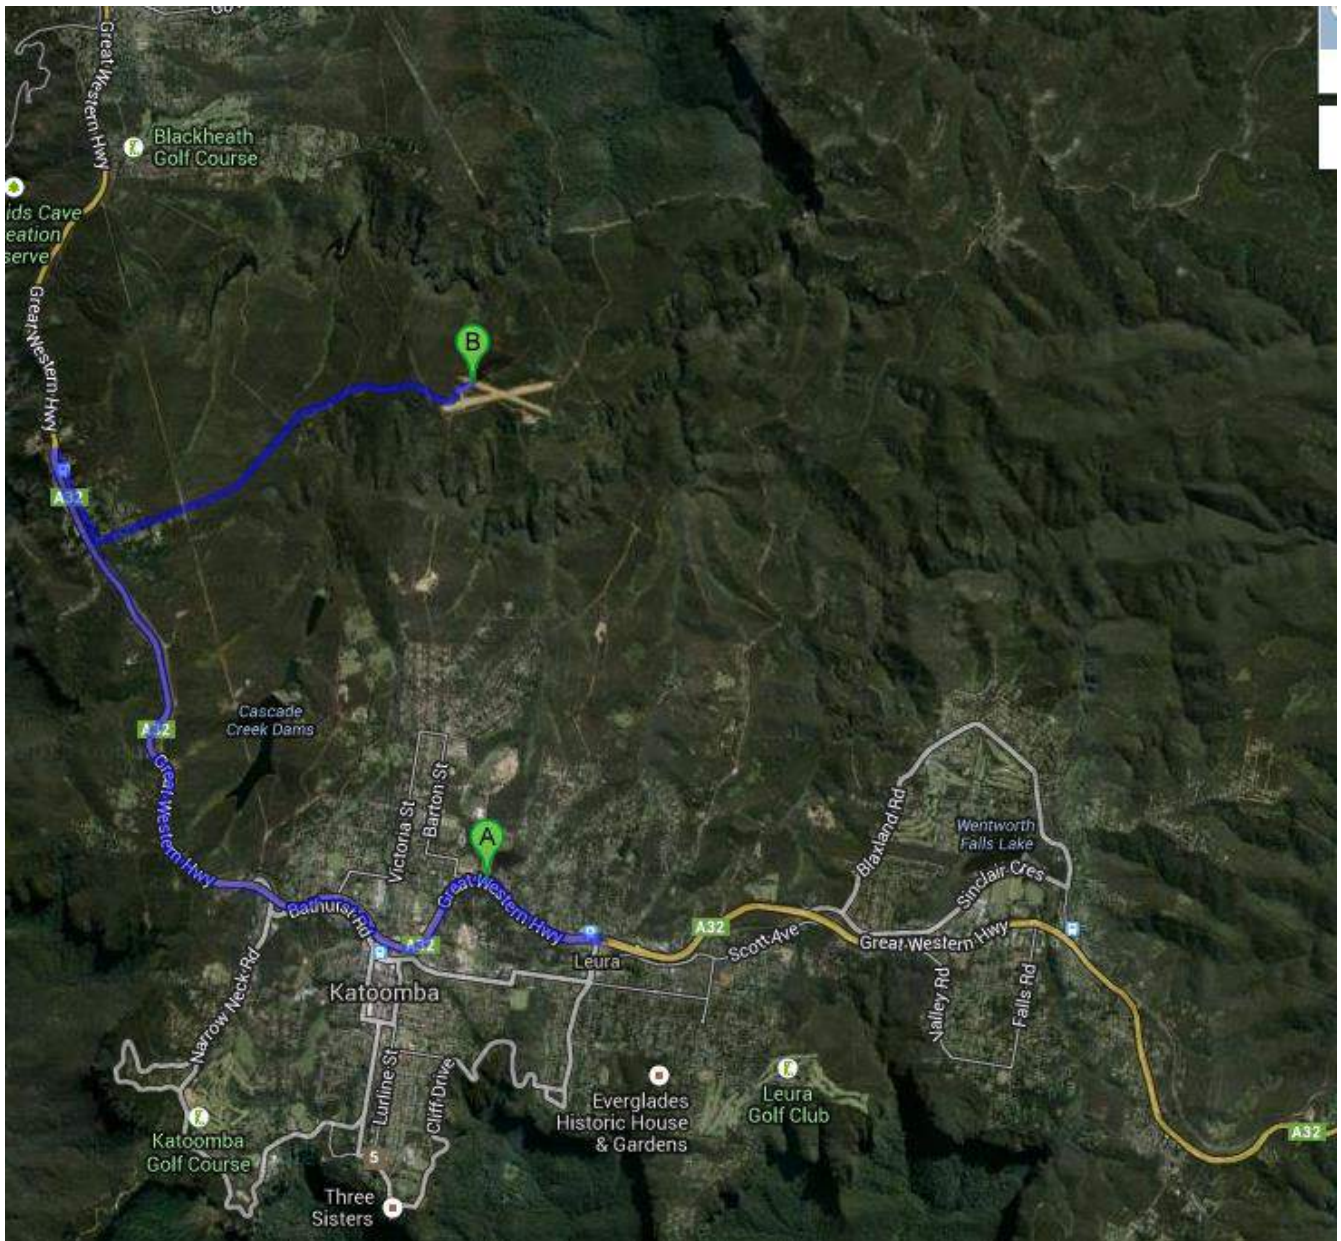 Great Western Hwy
Blackheath
Golf Course
ids Cave
eation
serve
Great Western Hwy
B
A32
Cascade
Creek Dams
A32
Great Western Hwy
Victoria St
Barton St
A
Great Western Hwy
Bathurst Rd
A32
Leura
Katoomba
Narrow Neck Rd
Lurline St
Cliff Drive
Katoomba
Golf Course
5
Three
Sisters
Everglades
Historic House
& Gardens
Leura
Golf Club
A32
Scott Ave
Blaxland Rd
Wentworth
Falls Lake
Sinclair Cres
Great Western Hwy
Valley Rd
Falls Rd
A32